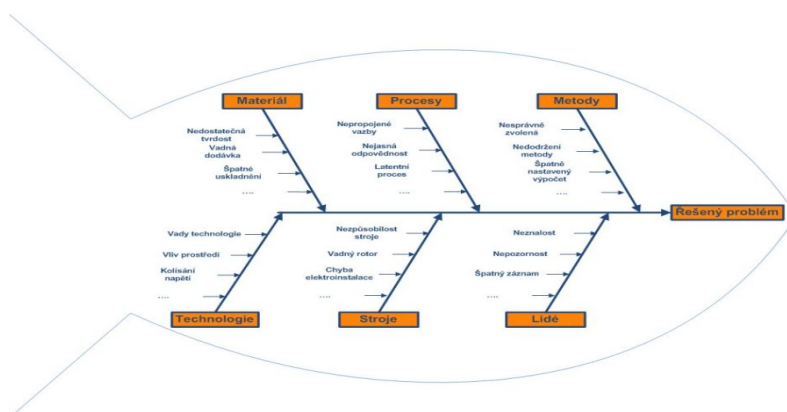 Materiál
Procesy
Metody
Nedostatečná
tvrdost
Vadná
dodávka
Špatné
uskladnění
....
Nepropojené
vazby
Nejasná
odpovědnost
Latentní
proces
....
Nesprávně
zvolená
Nedodržení
metody
Špatně
nastavený
výpočet
....
Řešený problém
Vady technologie
Vliv prostředí
Kolísání
napětí
....
Nezpůsobilost
stroje
Vadný rotor
Chyba
elektroinstalace
....
Neznalost
Nepozornost
Špatný záznam
....
Technologie
Stroje
Lidé